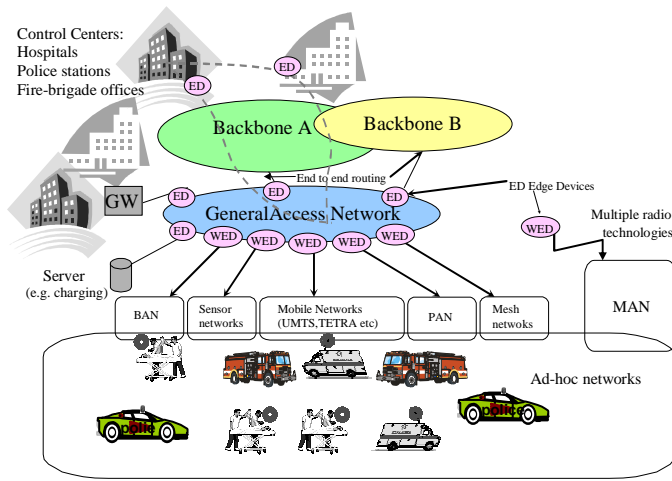 Control Centers:
Hospitals
Police stations
Fire-brigade offices
ED
ED
Backbone A
Backbone B
End to end routing
ED
ED
ED
ED Edge Devices
GW
GeneralAccess Network
Multiple radio
technologies
ED
WED
WED
WED
WED
WED
WED
Server
(e.g. charging)
BAN
Sensor
networks
Mobile Networks
(UMTS,TETRA etc)
PAN
Mesh
netwoks
MAN
Ad-hoc networks
police